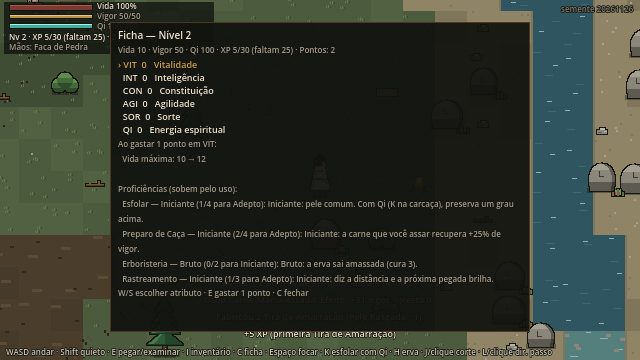 Vida 100%
semente 20261126
Vigor 50/50
Qi
Nv 2 · XP 5/30 (faltam 25) ·
Mãos: Faca de Pedra
Ficha — Nível 2
Vida 10 · Vigor 50 · Qi 100 · XP 5/30 (faltam 25) · Pontos: 2
› VIT 0 Vitalidade
INT 0 Inteligência
CON 0 Constituição
AGI 0 Agilidade
SOR 0 Sorte
QI 0 Energia espiritual
Ao gastar 1 ponto em VIT:
Vida máxima: 10 → 12
Proficiências (sobem pelo uso):
Esfolar — Iniciante (1/4 para Adepto): Iniciante: pele comum. Com Qi (K na carcaça), preserva um grau
acima.
Preparo de Caça — Iniciante (2/4 para Adepto): Iniciante: a carne que você assar recupera +25% de
vigor.
Erboristeria — Bruto (0/2 para Iniciante): Bruto: a erva sai amassada (cura 3).
Rastreamento — Iniciante (1/3 para Adepto): Iniciante: diz a distância e a próxima pegada brilha.
W/S escolher atributo · E gastar 1 ponto · C fechar
+5 XP (primeira Tira de Amarração)
WASD andar · Shift quieto · E pegar/examinar · I inventário · C ficha · Espaço focar · K esfolar com Qi · H erva · J/clique corte · L/clique dir. passo